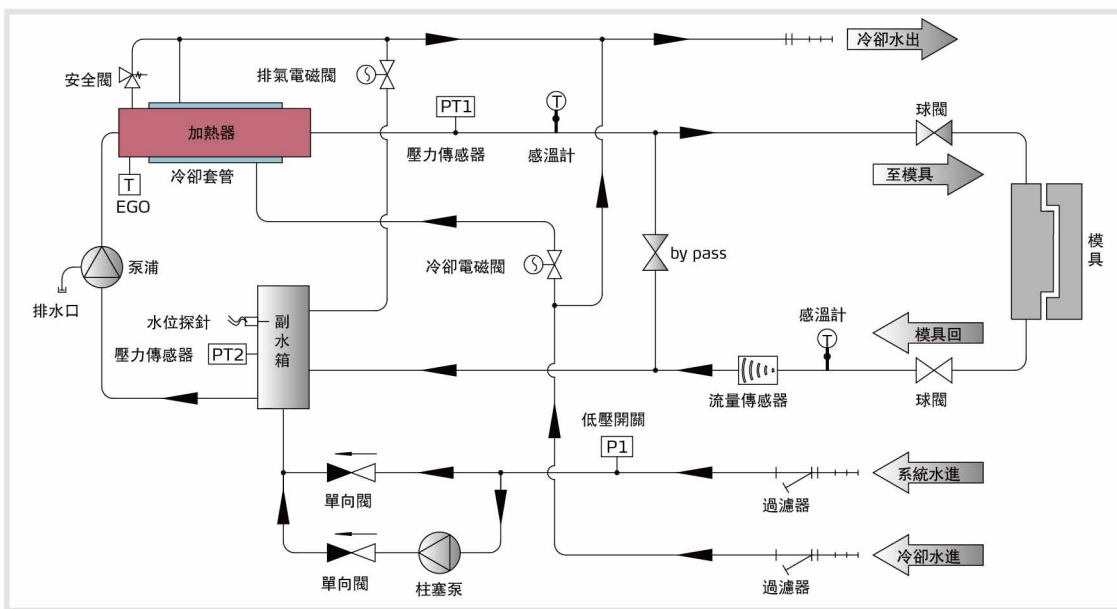 冷卻水出
安全閥
排氣電磁閥
PT1
T
球閥
加熱器
壓力傳感器
感溫計
至模具
冷卻套管
T
EGO
模具
by pass
泵浦
冷卻電磁閥
排水口
水位探針
副水箱
感溫計
模具回
T
壓力傳感器
PT2
流量傳感器
球閥
低壓開關
P1
系統水進
單向閥
過濾器
冷卻水進
單向閥
柱塞泵
過濾器